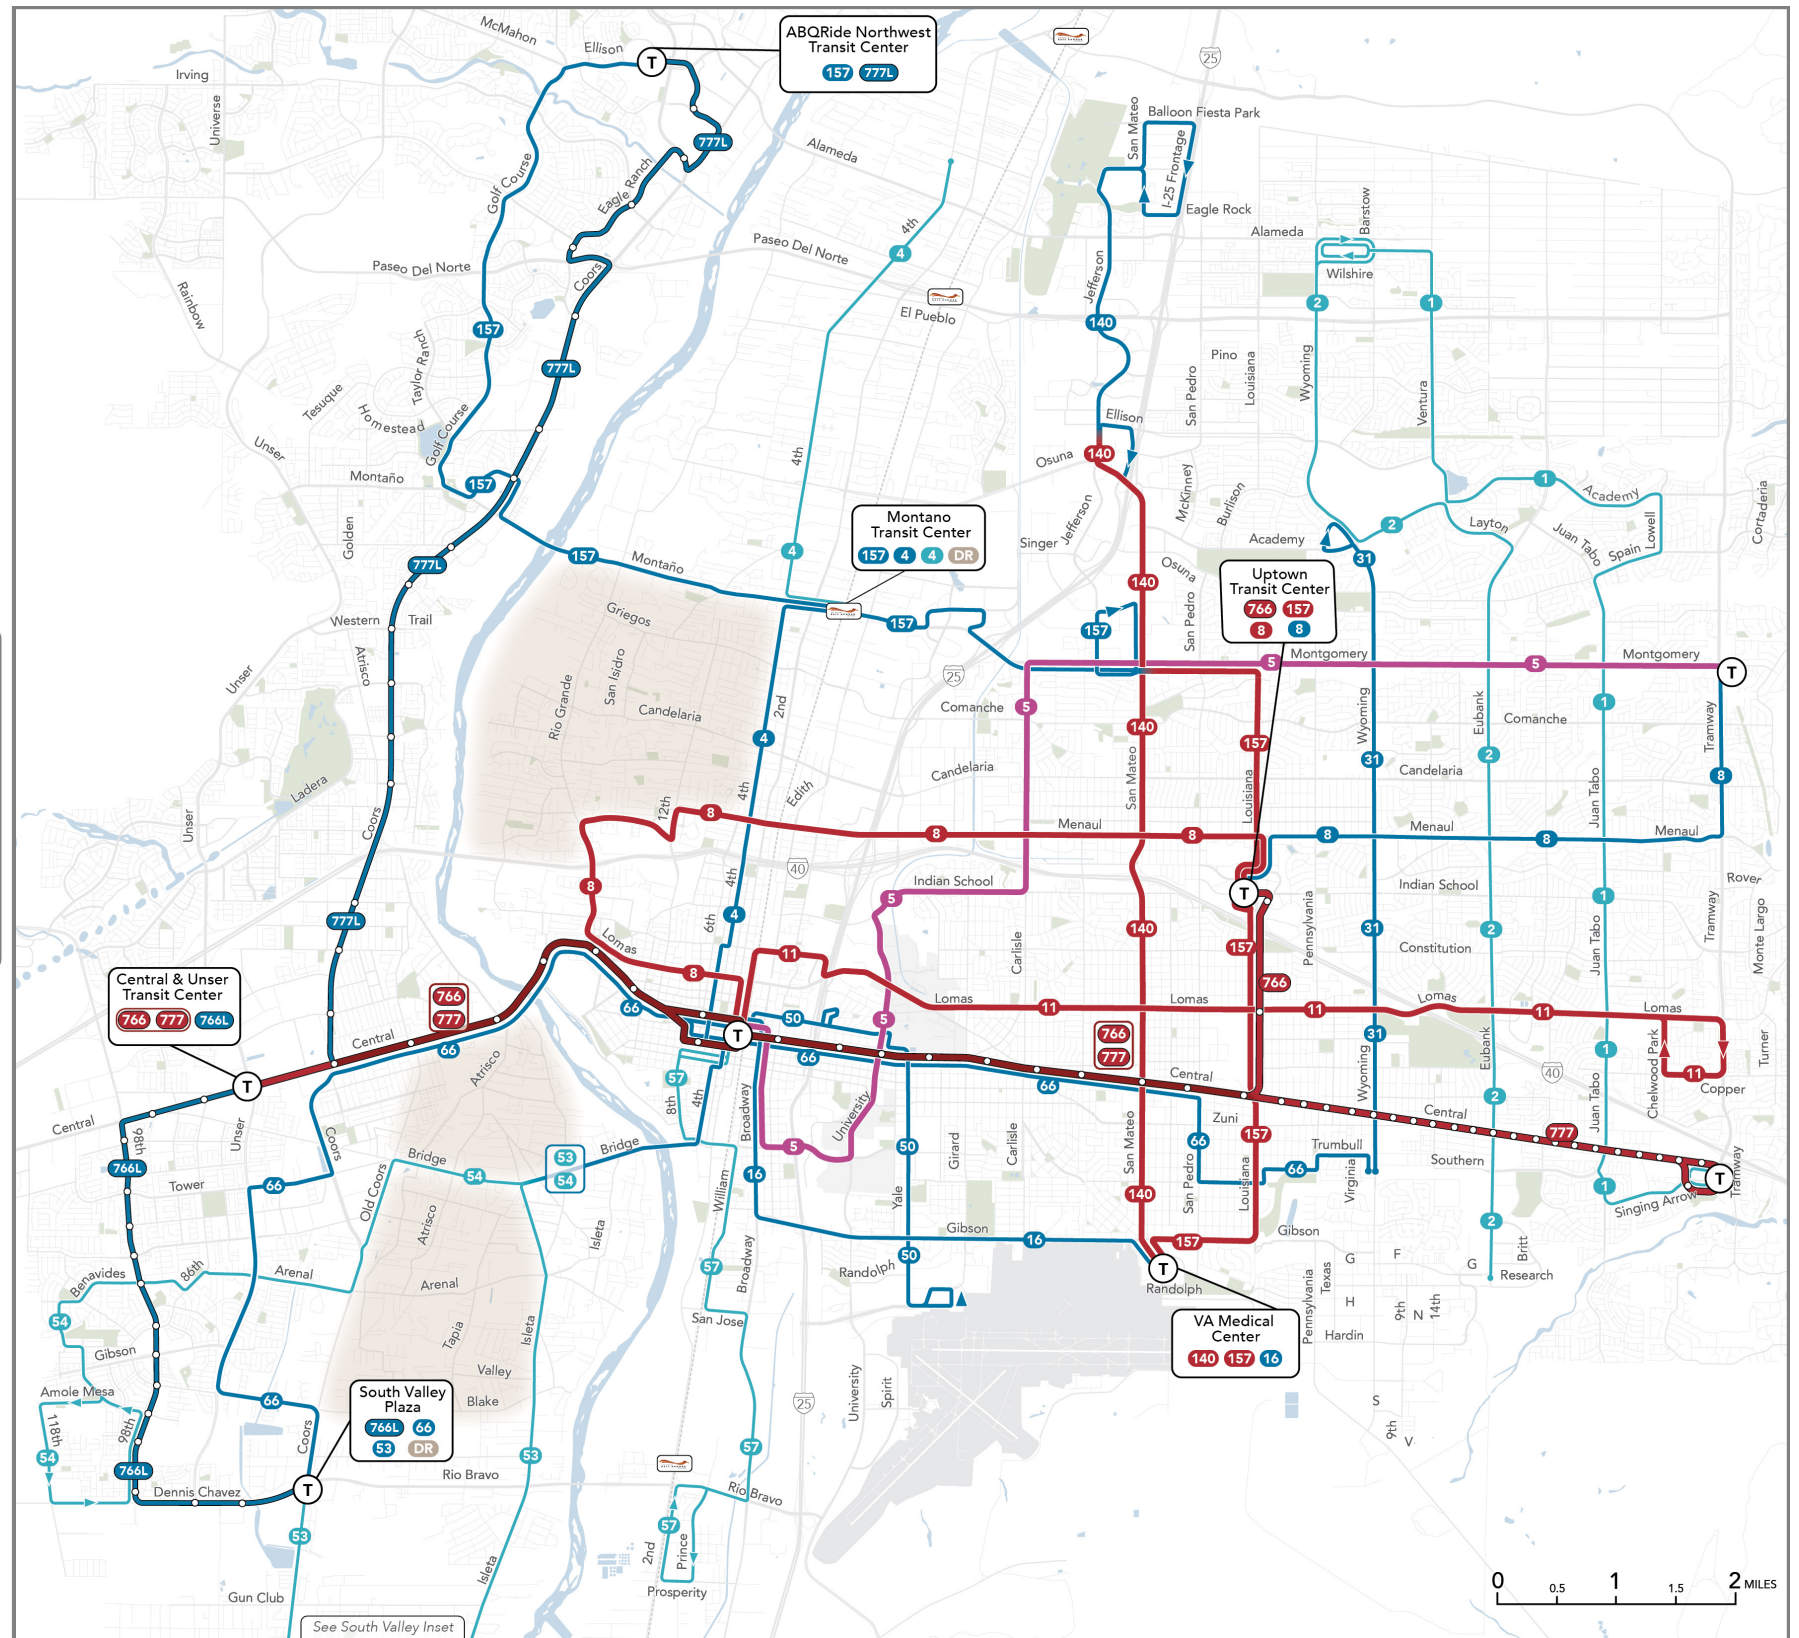 McMahon
Ellison
Irving
Universe
T
ABQRide Northwest
Transit Center
157 777L
25
777L
Golf Course
Eagle Ranch
Alameda
4th
4
Paseo Del Norte
Paseo Del Norte
El Pueblo
Coors
Rainbow
157
777L
Taylor Ranch
Tesuque
Homestead
Golf Course
Unser
Montaño
157
Golden
777L
San Mateo
Balloon Fiesta Park
I-25 Frontage
Eagle Rock
Jefferson
140
Alameda
Barstow
Wilshire
2
1
Pino
Louisiana
San Pedro
Wyoming
Ventura
Ellison
Osuna
140
4th
4
McKinney
Burlison
Jefferson
Singer
Academy
31
2
1
Academy
Layton
Juan Tabo
Spain
Lowell
Cortaderia
Montano
Transit Center
157 4 4 DR
157
Montaño
140
Osuna
San Pedro
Uptown
Transit Center
766 157
8 8
Western
Trail
Atrisco
Unser
Griegos
San Isidro
Rio Grande
Candelaria
157
157
25
5
Montgomery
5
Montgomery
T
2nd
4
Comanche
5
140
157
Wyoming
31
Eubank
2
Comanche
1
Tramway
8
Candelaria
Candelaria
San Mateo
Louisiana
Juan Tabo
Ladera
Unser
Coors
4th
Edith
12th
8
8
Menaul
8
8
Menaul
8
Menaul
40
4th
8
Indian School
5
T
Indian School
Rover
777L
6th
4
Lomas
8
11
Carlisle
140
157
Pennsylvania
31
2
Constitution
1
Juan Tabo
Tramway
Monte Largo
Central & Unser
Transit Center
766 777 766L
766
777
766
Lomas
11
Lomas
11
Lomas
11
Lomas
66
50
5
T
66
766
777
31
Central
66
66
Central
Wyoming
Eubank
40
1
Chelwood Park
11
Copper
Turner
T
Central
98th
Unser
Coors
Atrisco
57
8th
4th
Broadway
University
2
Juan Tabo
Zuni
Central
777
Bridge
54
53
54
Bridge
5
50
Girard
Carlisle
San Mateo
66
157
Trumbull
66
Virginia
Southern
T
Tramway
Singing Arrow
1
766L
Tower
66
Old Coors
Atrisco
Isleta
William
16
Yale
140
San Pedro
Louisiana
2
Britt
Gibson
16
157
Gibson
Benavides
86th
Arenal
Arenal
57
Broadway
Randolph
50
T
Randolph
G
F
G
Research
Pennsylvania
Texas
H
9th
N
14th
Hardin
54
Gibson
Tapia
Isleta
San Jose
VA Medical
Center
140 157 16
Valley
Blake
Amole Mesa
118th
98th
66
Coors
South Valley
Plaza
766L 66
53 DR
University
Spirit
25
S
9th
V
54
766L
53
57
Dennis Chavez
T
Rio Bravo
Rio Bravo
53
57
2nd
Prince
Prosperity
Isleta
Gun Club
See South Valley Inset
0 0.5 1 1.5 2 MILES